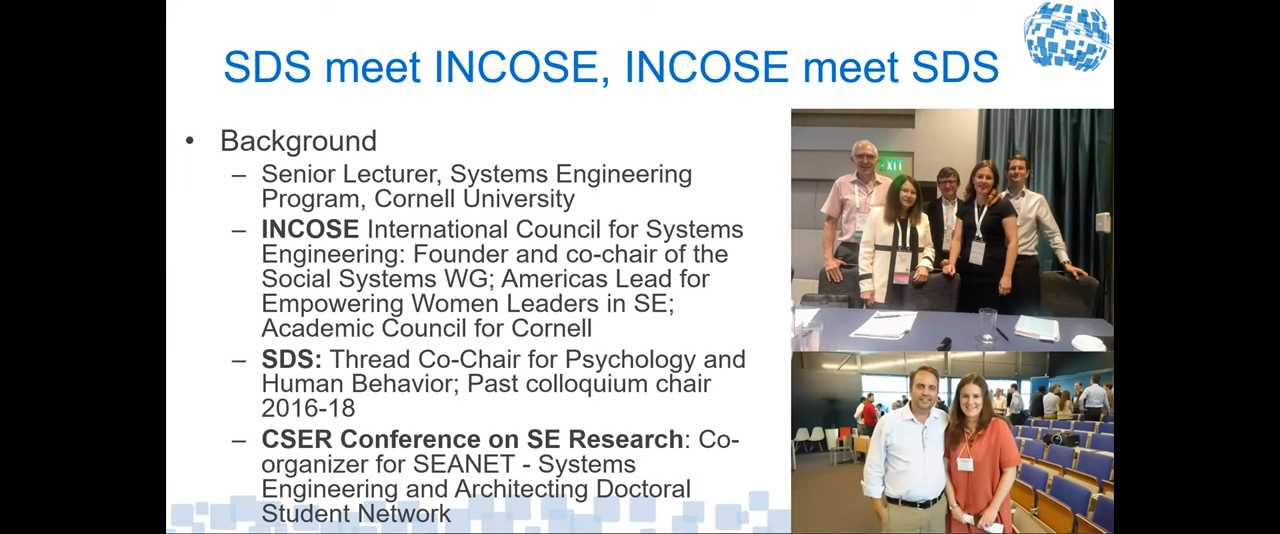 SDS meet INCOSE, INCOSE meet SDS
• Background
– Senior Lecturer, Systems Engineering
Program, Cornell University
– INCOSE International Council for Systems
Engineering: Founder and co-chair of the
Social Systems WG; Americas Lead for
Empowering Women Leaders in SE;
Academic Council for Cornell
– SDS: Thread Co-Chair for Psychology and
Human Behavior; Past colloquium chair
2016-18
– CSER Conference on SE Research: Co-
organizer for SEANET - Systems
Engineering and Architecting Doctoral
Student Network
EXIT